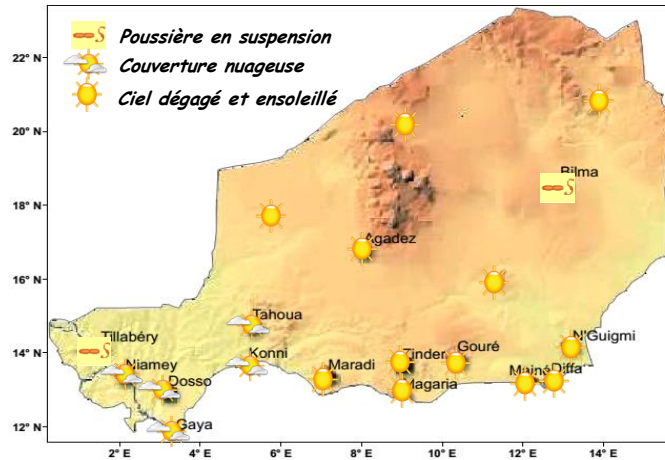 S Poussière en suspension
Couverture nuageuse
Ciel dégagé et ensoleillé
22° N
20° N
18° N
16° N
14° N
12° N
Bilma
S
Agadez
Tahoua
Tillabéry
S
Niamey
Konni
Dosso
Gaya
Maradi
Zinder
Magaria
Gouré
N'Guigmi
Mainé
Diffa
2° E
4° E
6° E
8° E
10° E
12° E
14° E